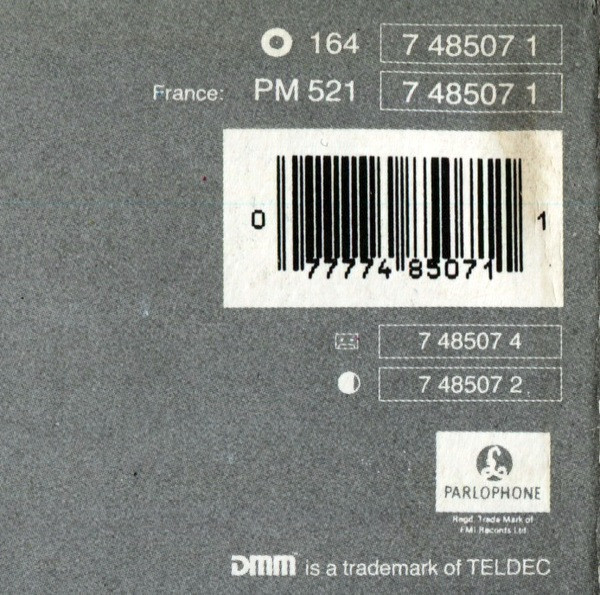 164 7 48507 1
France: PM 521 7 48507 1
0 77774 85071 1
7 48507 4
7 48507 2
PARLOPHONE
Regd. Trade Mark of
EMI Records Ltd
DMM is a trademark of TELDEC